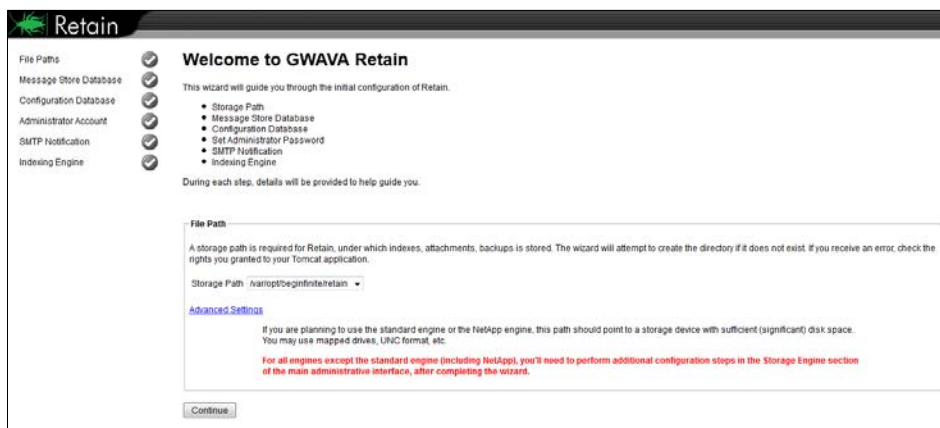 Retain
File Paths
Message Store Database
Configuration Database
Administrator Account
SMTP Notification
Indexing Engine
Welcome to GWAVA Retain
This wizard will guide you through the initial configuration of Retain.
Storage Path
Message Store Database
Configuration Database
Set Administrator Password
SMTP Notification
Indexing Engine
During each step, details will be provided to help guide you.
File Path
A storage path is required for Retain, under which indexes, attachments, backups is stored. The wizard will attempt to create the directory if it does not exist. If you receive an error, check the
rights you granted to your Tomcat application.
Storage Path /var/opt/beginfinite/retain
Advanced Settings
If you are planning to use the standard engine or the NetApp engine, this path should point to a storage device with sufficient (significant) disk space.
You may use mapped drives, UNC format, etc.
For all engines except the standard engine (including NetApp), you'll need to perform additional configuration steps in the Storage Engine section
of the main administrative interface, after completing the wizard.
Continue